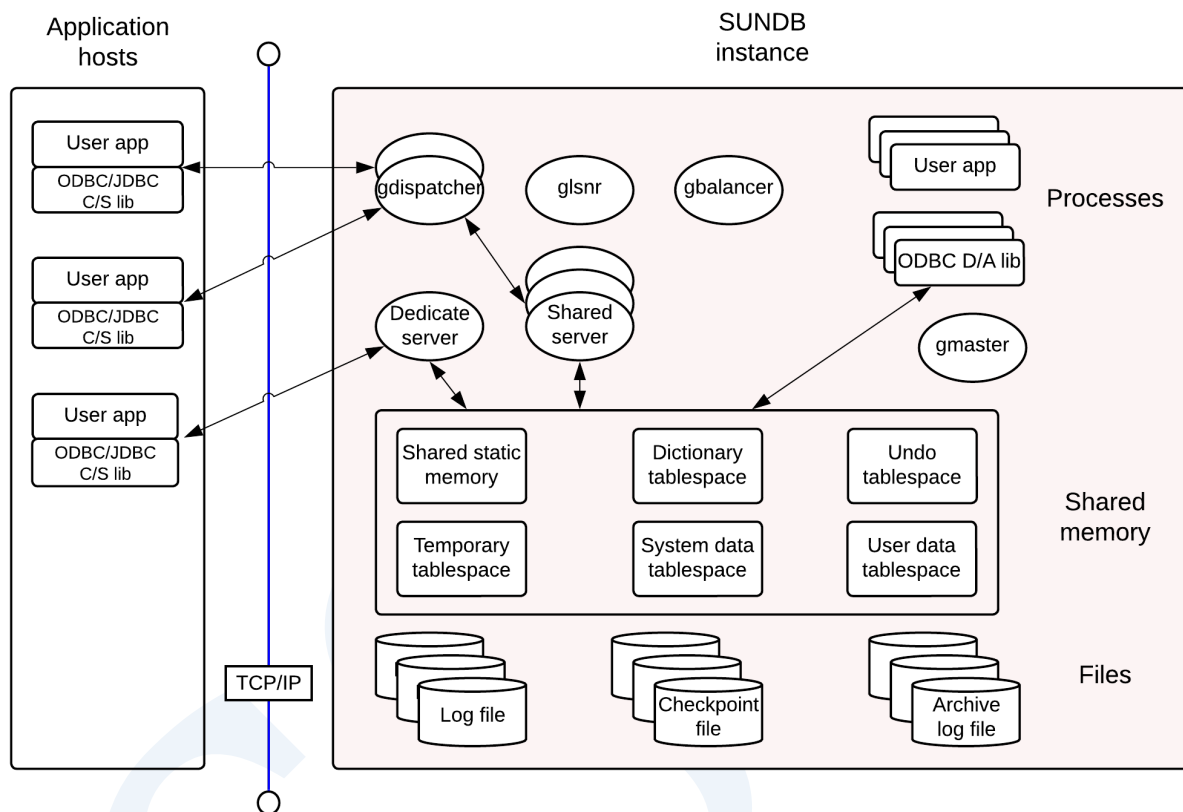 Application
hosts
SUNDB
instance
User app
ODBC/JDBC
C/S lib
User app
ODBC/JDBC
C/S lib
User app
ODBC/JDBC
C/S lib
TCP/IP
gdispatcher
glsnr
gbalancer
User app
Processes
ODBC D/A lib
Dedicate
server
Shared
server
gmaster
Shared static
memory
Dictionary
tablespace
Undo
tablespace
Temporary
tablespace
System data
tablespace
User data
tablespace
Shared
memory
Log file
Checkpoint
file
Archive
log file
Files